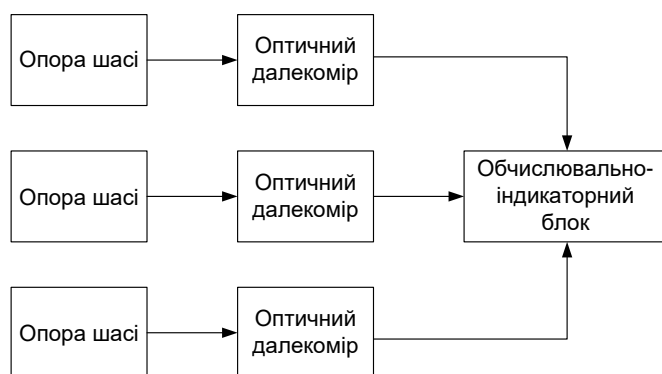 Опора шасі
Оптичний
далекомір
Опора шасі
Оптичний
далекомір
Обчислювально-
індикаторний
блок
Опора шасі
Оптичний
далекомір